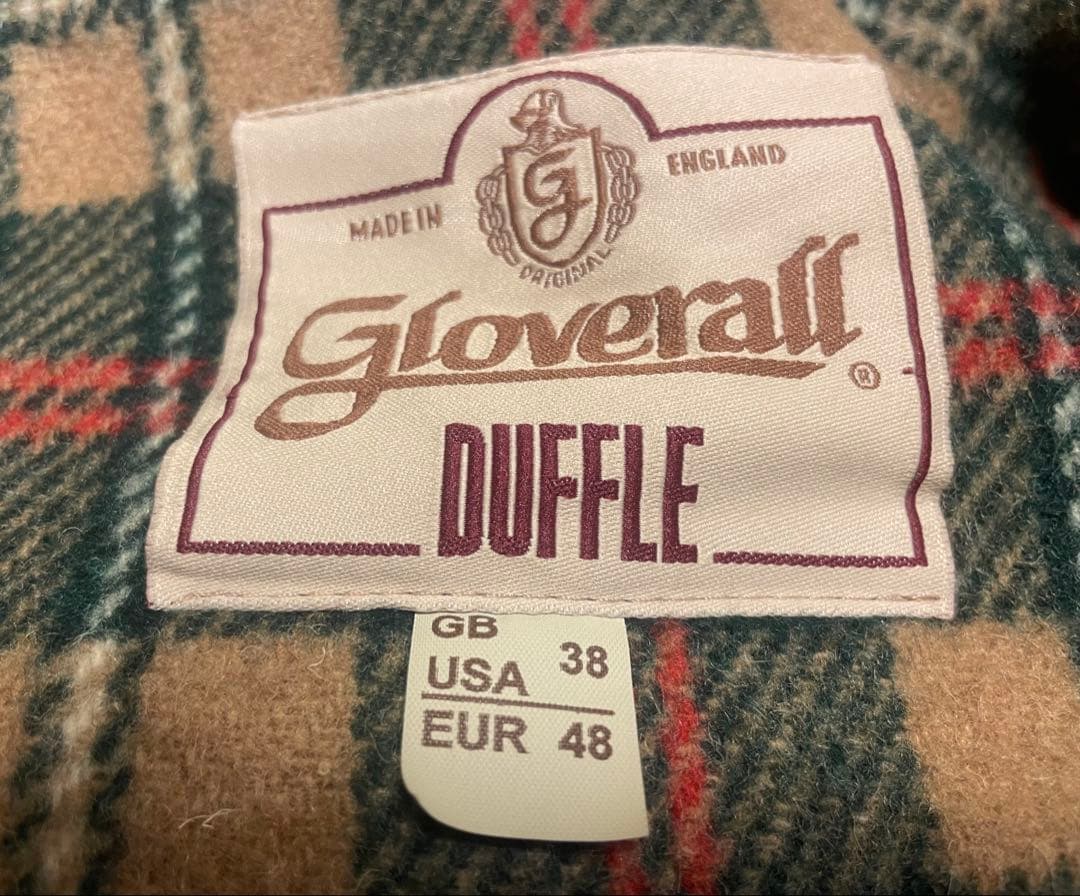 MADE IN ENGLAND
G
ORIGINAL
Gloverall ®
DUFFLE
GB
USA 38
EUR 48